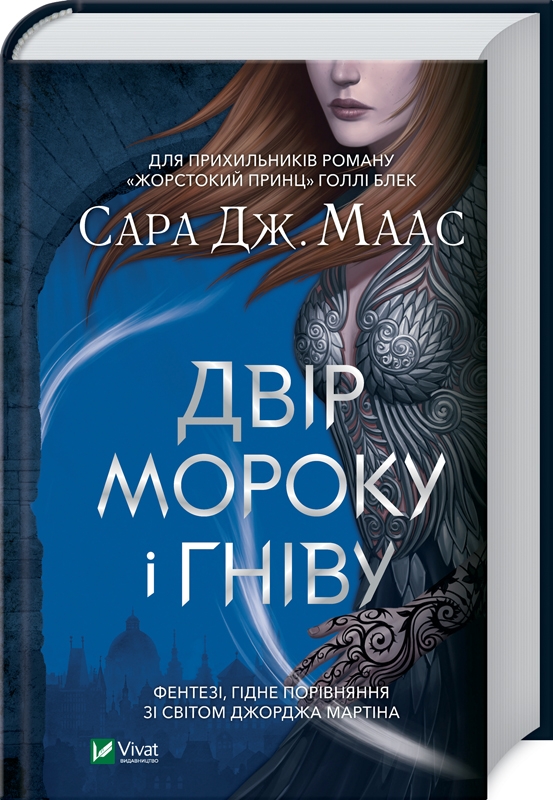 ДЛЯ ПРИХИЛЬНИКІВ РОМАНУ
«ЖОРСТОКИЙ ПРИНЦ» ГОЛЛІ БЛЕК
САРА ДЖ. МААС
ДВІР
МОРОКУ
І ГНІВУ
ФЕНТЕЗІ, ГІДНЕ ПОРІВНЯННЯ
ЗІ СВІТОМ ДЖОРДЖА МАРТІНА
Vivat
ВИДАВНИЦТВО